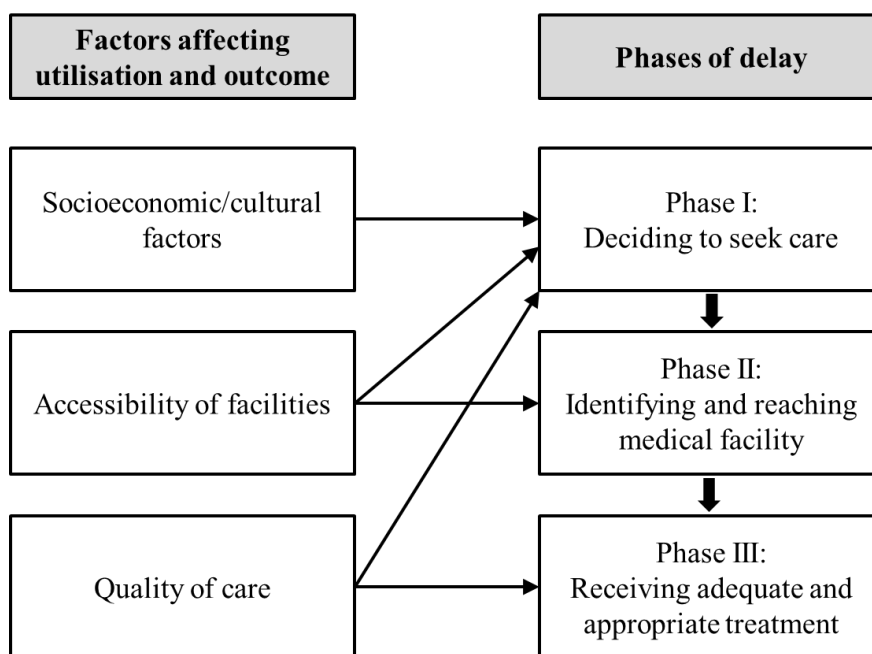 Factors affecting
utilisation and outcome
Phases of delay
Socioeconomic/cultural
factors
Phase I:
Deciding to seek care
Accessibility of facilities
Phase II:
Identifying and reaching
medical facility
Quality of care
Phase III:
Receiving adequate and
appropriate treatment